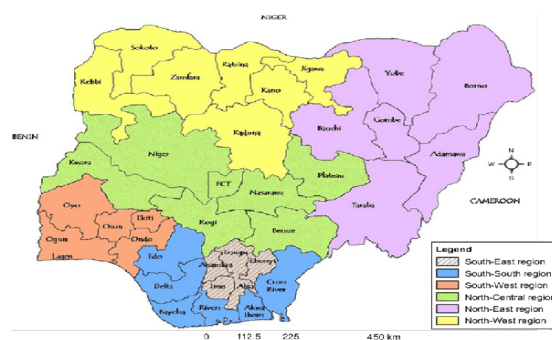 NIGER
Sokoto
Katsina
Jigawa
Yobe
Borno
Kebbi
Zamfara
Kano
BENIN
Niger
Kaduna
Bauchi
Gombe
Adamawa
Kwara
FCT
Plateau
Nasarawa
Taraba
N
W
E
S
CAMEROON
Oyo
Ekiti
Osun
Kogi
Benue
Ogun
Ondo
Lagos
Edo
Enugu
Ebonyi
Anambra
Delta
Imo
Abia
Cross
River
Bayelsa
Rivers
Akwa
Ibom
Legend
South-East region
South-South region
South-West region
North-Central region
North-East region
North-West region
0 112.5 225 450 km